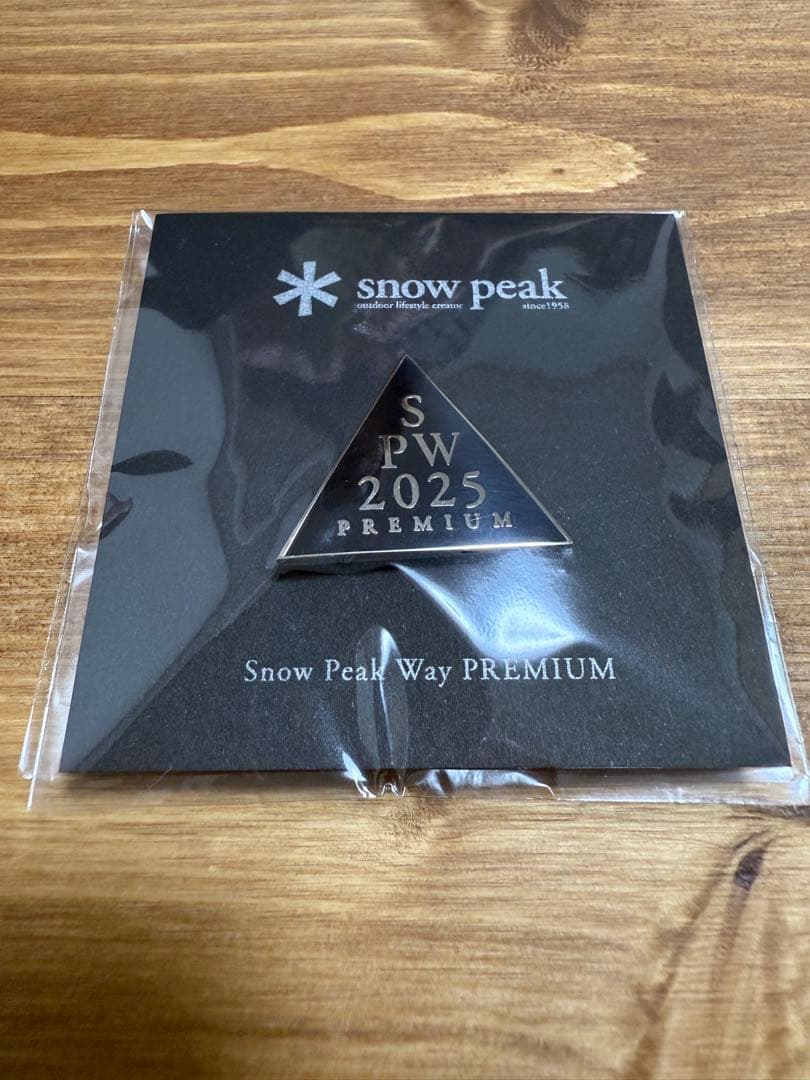 snow peak
outdoor lifestyle creator since1958
S
PW
2025
PREMIUM
Snow Peak Way PREMIUM